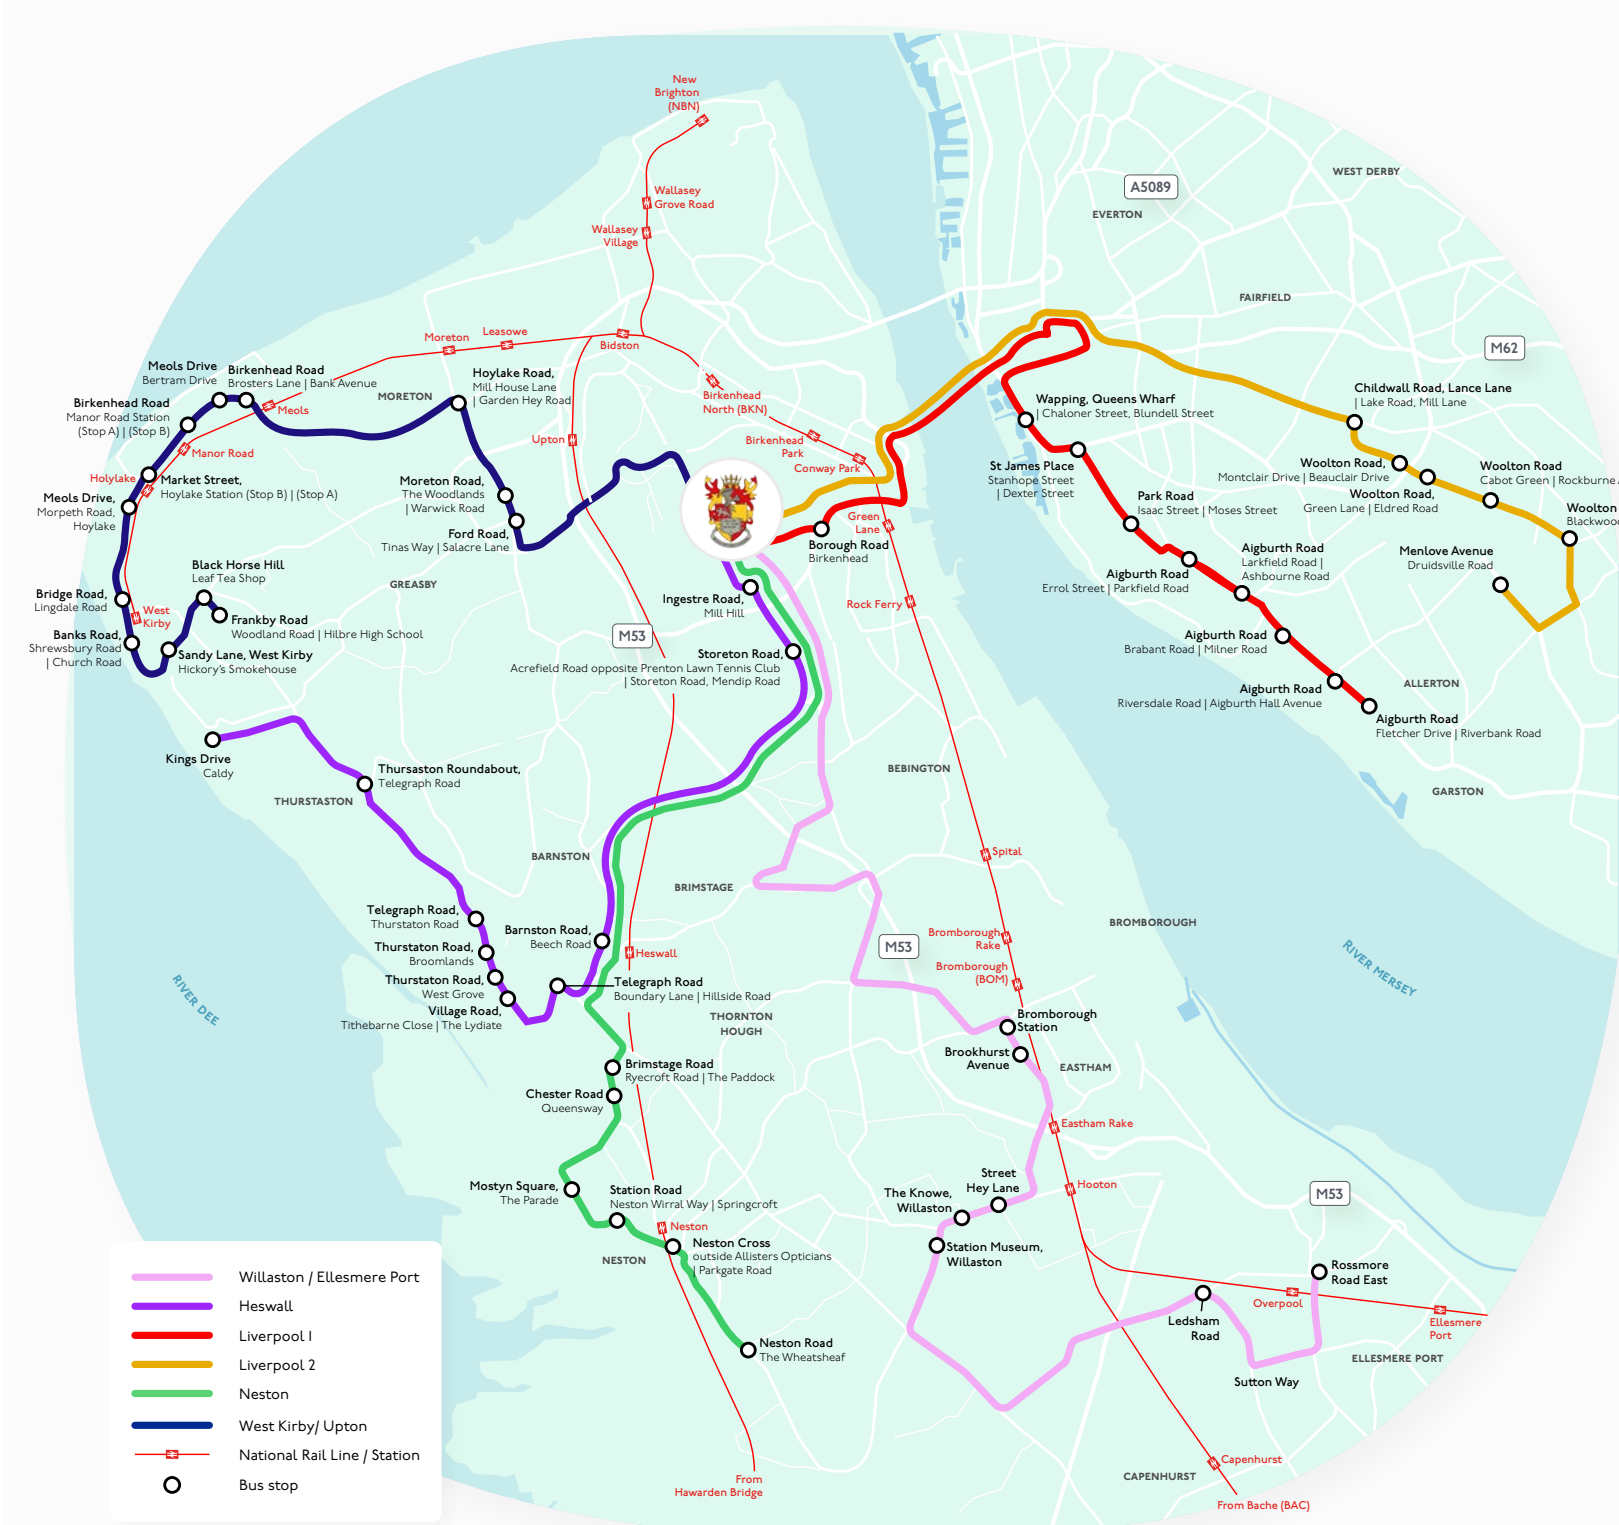 New
Brighton
(NBN)
WEST DERBY
A5089
Wallasey
Grove Road
EVERTON
Wallasey
Village
FAIRFIELD
Moreton
Leasowe
Bidston
M62
Meols Drive
Bertram Drive
Birkenhead Road
Brosters Lane | Bank Avenue
Hoylake Road,
Mill House Lane
| Garden Hey Road
MORETON
Meols
Birkenhead
North (BKN)
Childwall Road, Lance Lane
| Lake Road, Mill Lane
Birkenhead Road
Manor Road Station
(Stop A) | (Stop B)
Wapping, Queens Wharf
| Chaloner Street, Blundell Street
Upton
Birkenhead
Park
Manor Road
Conway Park
St James Place
Stanhope Street
| Dexter Street
Woolton Road,
Montclair Drive | Beauclair Drive
Woolton Road
Cabot Green | Rockbourne
Holylake
Market Street,
Hoylake Station (Stop B) | (Stop A)
Moreton Road,
The Woodlands
| Warwick Road
Woolton Road,
Green Lane | Eldred Road
Meols Drive,
Morpeth Road,
Hoylake
Park Road
Isaac Street | Moses Street
Woolton
Green
Lane
Ford Road,
Tinas Way | Salacre Lane
Borough Road
Birkenhead
Aigburth Road
Larkfield Road |
Ashbourne Road
Menlove Avenue
Druidsville Road
Black Horse Hill
Leaf Tea Shop
GREASBY
Aigburth Road
Errol Street | Parkfield Road
Bridge Road,
Lingdale Road
West
Kirby
Ingestre Road,
Mill Hill
Rock Ferry
Frankby Road
Woodland Road | Hilbre High School
M53
Banks Road,
Shrewsbury Road
| Church Road
Aigburth Road
Brabant Road | Milner Road
Sandy Lane, West Kirby
Hickory's Smokehouse
Storeton Road,
Acrefield Road opposite Prenton Lawn Tennis Club
| Storeton Road, Mendip Road
ALLERTON
Aigburth Road
Riversdale Road | Aigburth Hall Avenue
Aigburth Road
Fletcher Drive | Riverbank Road
Kings Drive
Caldy
Thursaston Roundabout,
Telegraph Road
BEBINGTON
THURSTASTON
GARSTON
BARNSTON
Spital
BRIMSTAGE
Telegraph Road,
Thurstaton Road
BROMBOROUGH
Barnston Road,
Beech Road
Bromborough
Rake
M53
Thurstaton Road,
Broomlands
Heswall
RIVER MERSEY
Bromborough
(BOM)
Thurstaton Road,
West Grove
Telegraph Road
Boundary Lane | Hillside Road
RIVER DEE
Village Road,
Tithebarne Close | The Lydiate
THORNTON
HOUGH
Bromborough
Station
Brookhurst
Avenue
Brimstage Road
Ryecroft Road | The Paddock
EASTHAM
Chester Road
Queensway
Eastham Rake
Street
Hey Lane
Hooton
Mostyn Square,
The Parade
Station Road
Neston Wirral Way | Springcroft
The Knowe,
Willaston
M53
Neston
Neston Cross
outside Allisters Opticians
| Parkgate Road
NESTON
Station Museum,
Willaston
Rossmore
Road East
Overpool
Ledsham
Road
Ellesmere
Port
Neston Road
The Wheatsheaf
ELLESMERE PORT
Sutton Way
Willaston / Ellesmere Port
Heswall
Liverpool 1
Liverpool 2
Neston
West Kirby/ Upton
National Rail Line / Station
Bus stop
Capenhurst
CAPENHURST
From
Hawarden Bridge
From Bache (BAC)